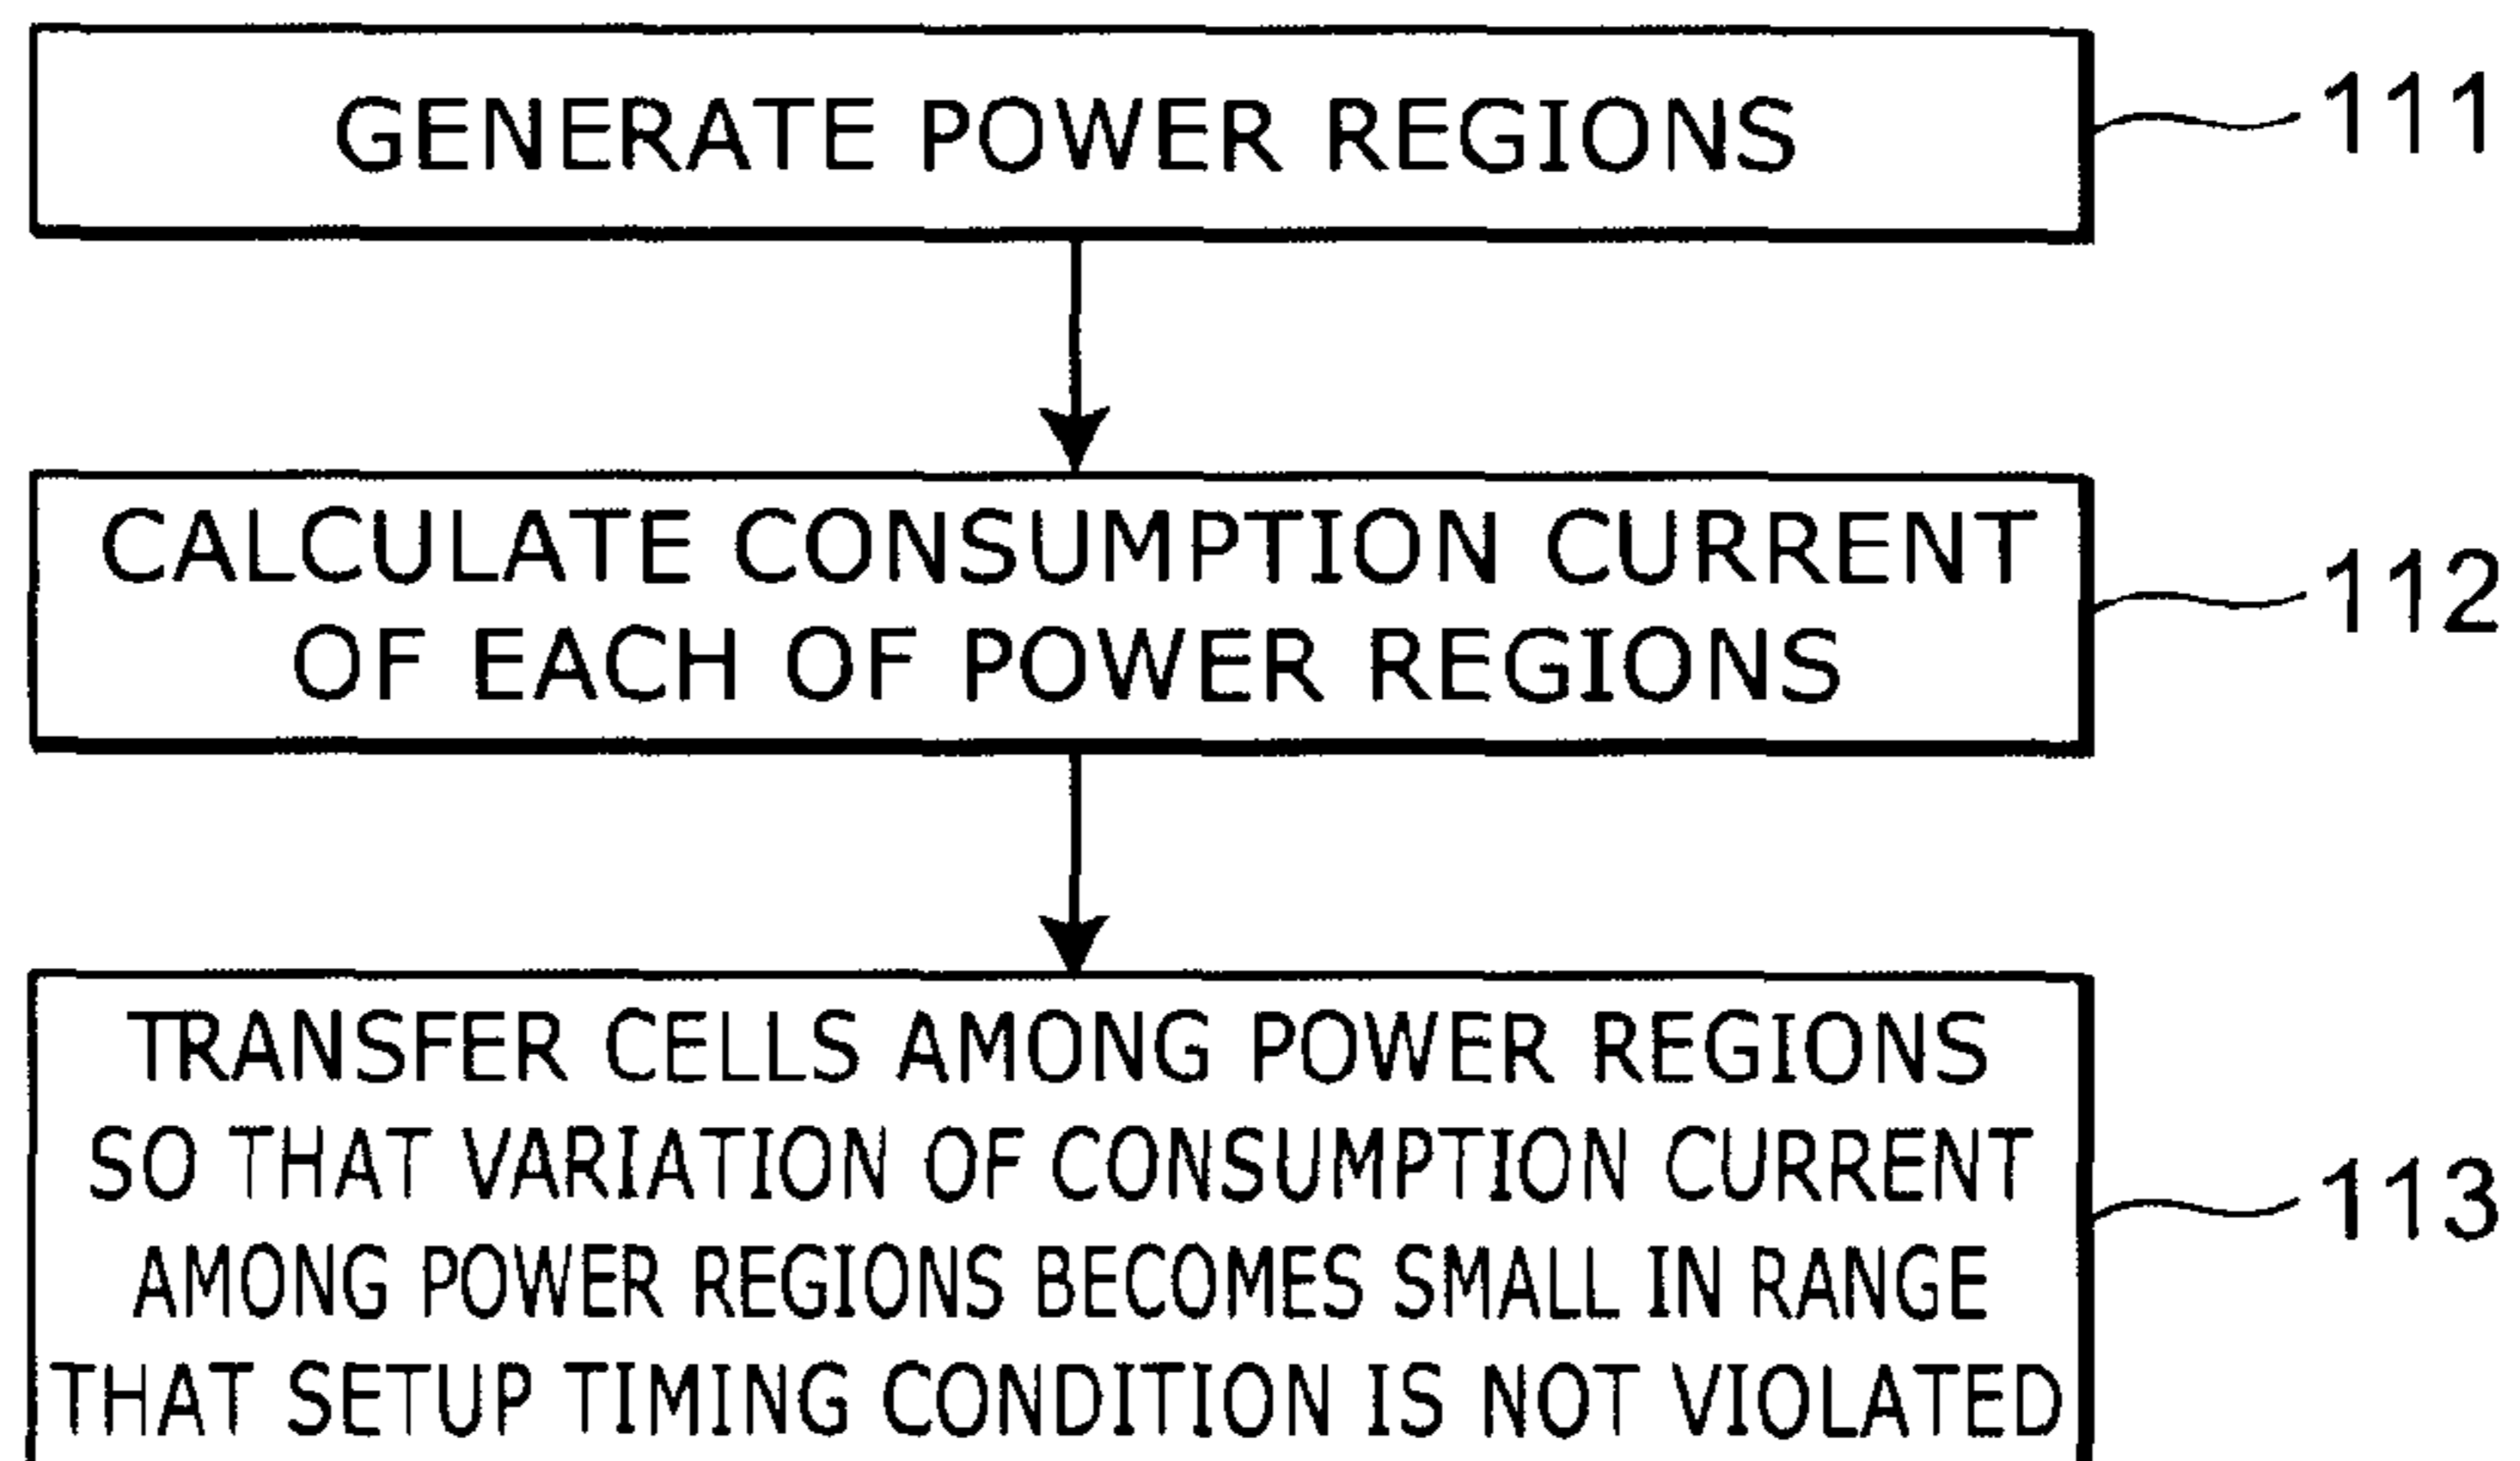 GENERATE POWER REGIONS
111
CALCULATE CONSUMPTION CURRENT
OF EACH OF POWER REGIONS
112
TRANSFER CELLS AMONG POWER REGIONS
SO THAT VARIATION OF CONSUMPTION CURRENT
AMONG POWER REGIONS BECOMES SMALL IN RANGE
THAT SETUP TIMING CONDITION IS NOT VIOLATED
113